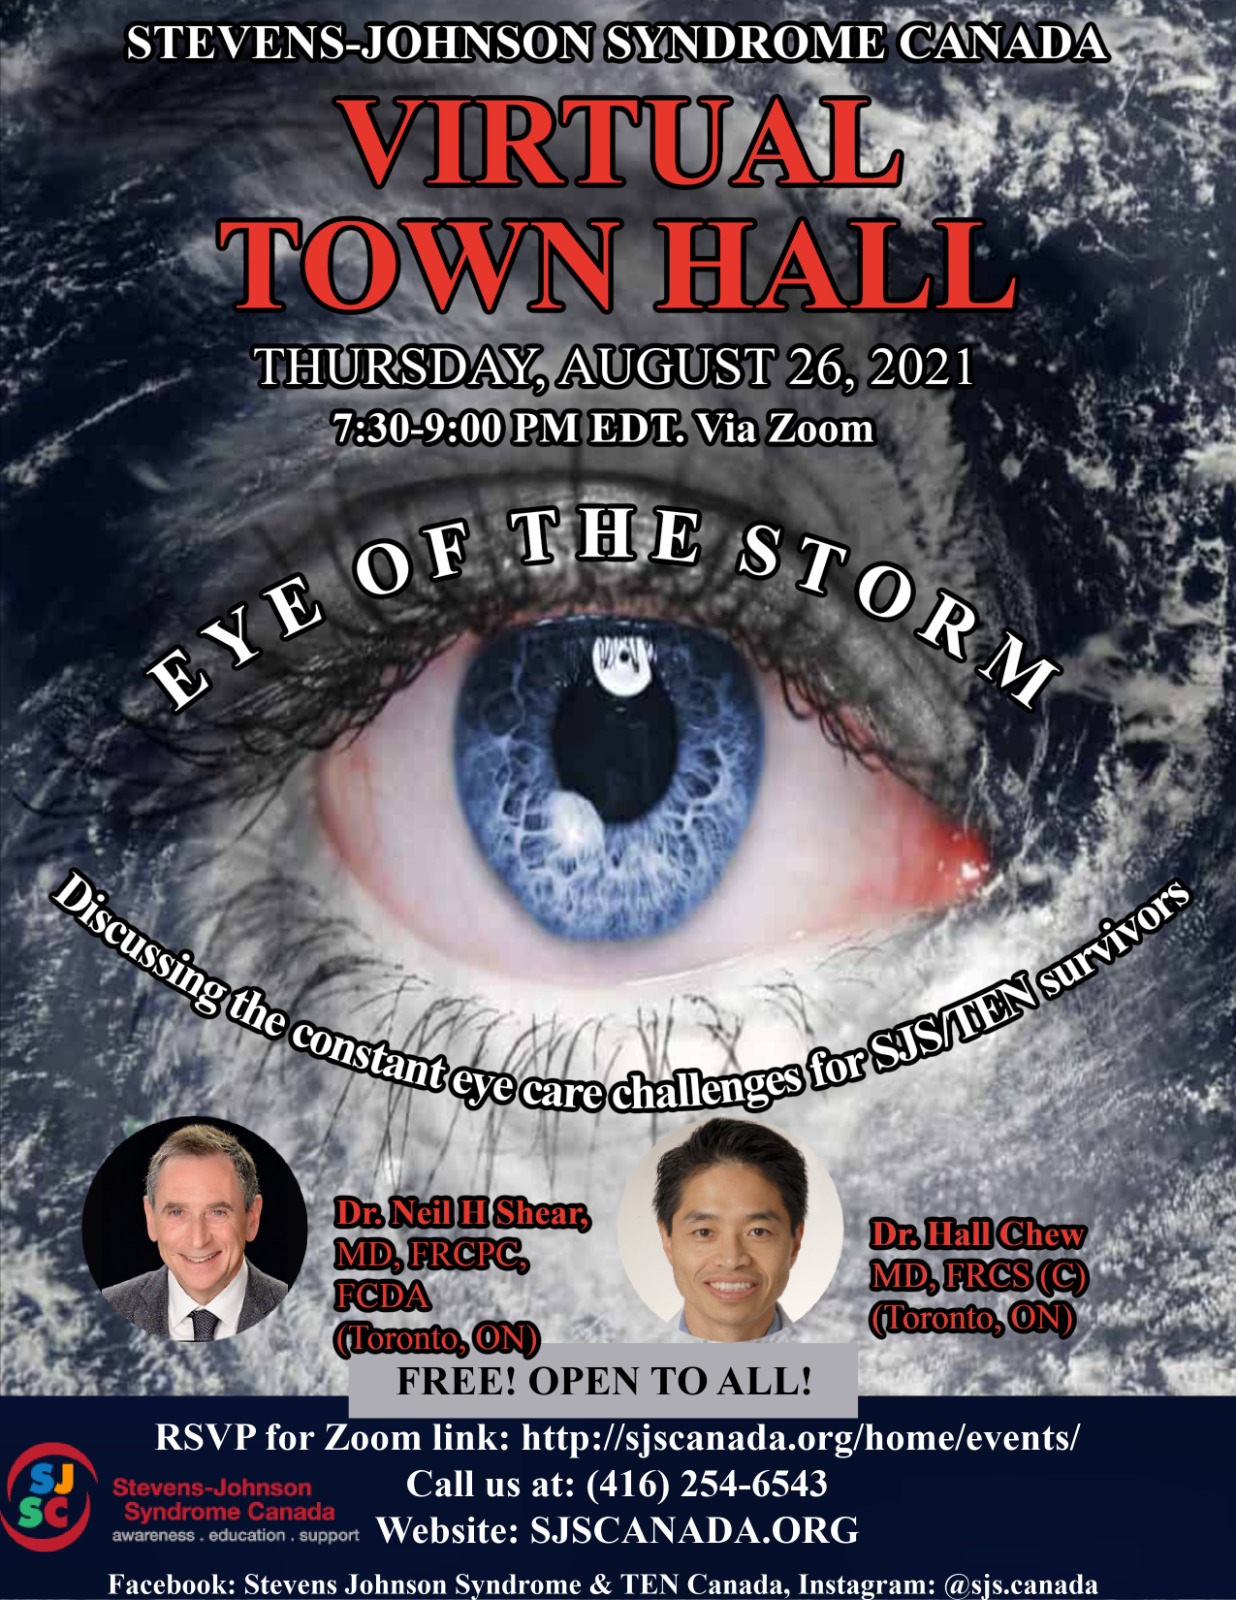 STEVENS-JOHNSON SYNDROME CANADA
VIRTUAL
TOWN HALL
THURSDAY, AUGUST 26, 2021
7:30-9:00 PM EDT. Via Zoom
EYE OF THE STORM
Discussing the constant eye care challenges for SJS/TEN survivors
Dr. Neil H Shear,
MD, FRCPC,
FCDA
(Toronto, ON)
Dr. Hall Chew
MD, FRCS (C)
(Toronto, ON)
FREE! OPEN TO ALL!
RSVP for Zoom link: http://sjscanada.org/home/events/
Call us at: (416) 254-6543
Website: SJSCANADA.ORG
SJ
SC
Stevens-Johnson
Syndrome Canada
awareness . education . support
Facebook: Stevens Johnson Syndrome & TEN Canada, Instagram: @sjs.canada